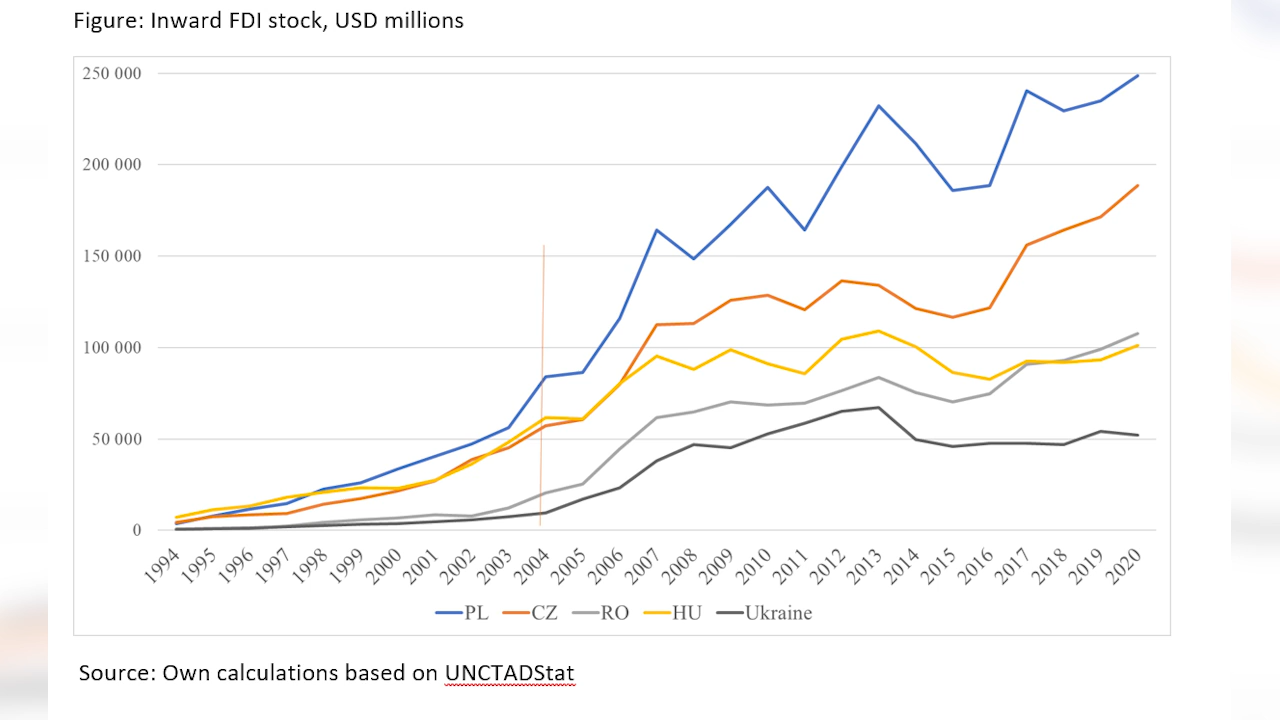 Figure: Inward FDI stock, USD millions
250 000
200 000
150 000
100 000
50 000
0
1994 1995 1996 1997 1998 1999 2000 2001 2002 2003 2004 2005 2006 2007 2008 2009 2010 2011 2012 2013 2014 2015 2016 2017 2018 2019 2020
PL CZ RO HU Ukraine
Source: Own calculations based on UNCTADStat